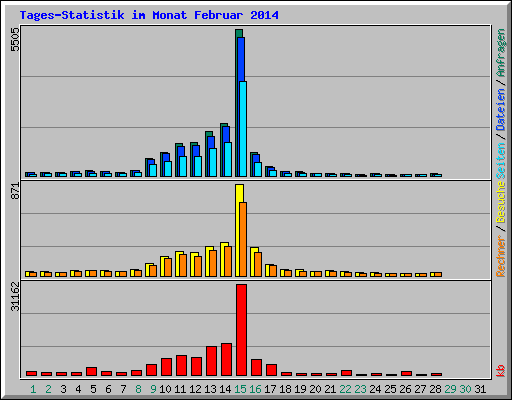 Tages-Statistik im Monat Februar 2014
5505
871
31162
Rechner / Besuche Seiten / Dateien / Anfragen
kb
1 2 3 4 5 6 7 8 9 10 11 12 13 14 15 16 17 18 19 20 21 22 23 24 25 26 27 28 29 30 31